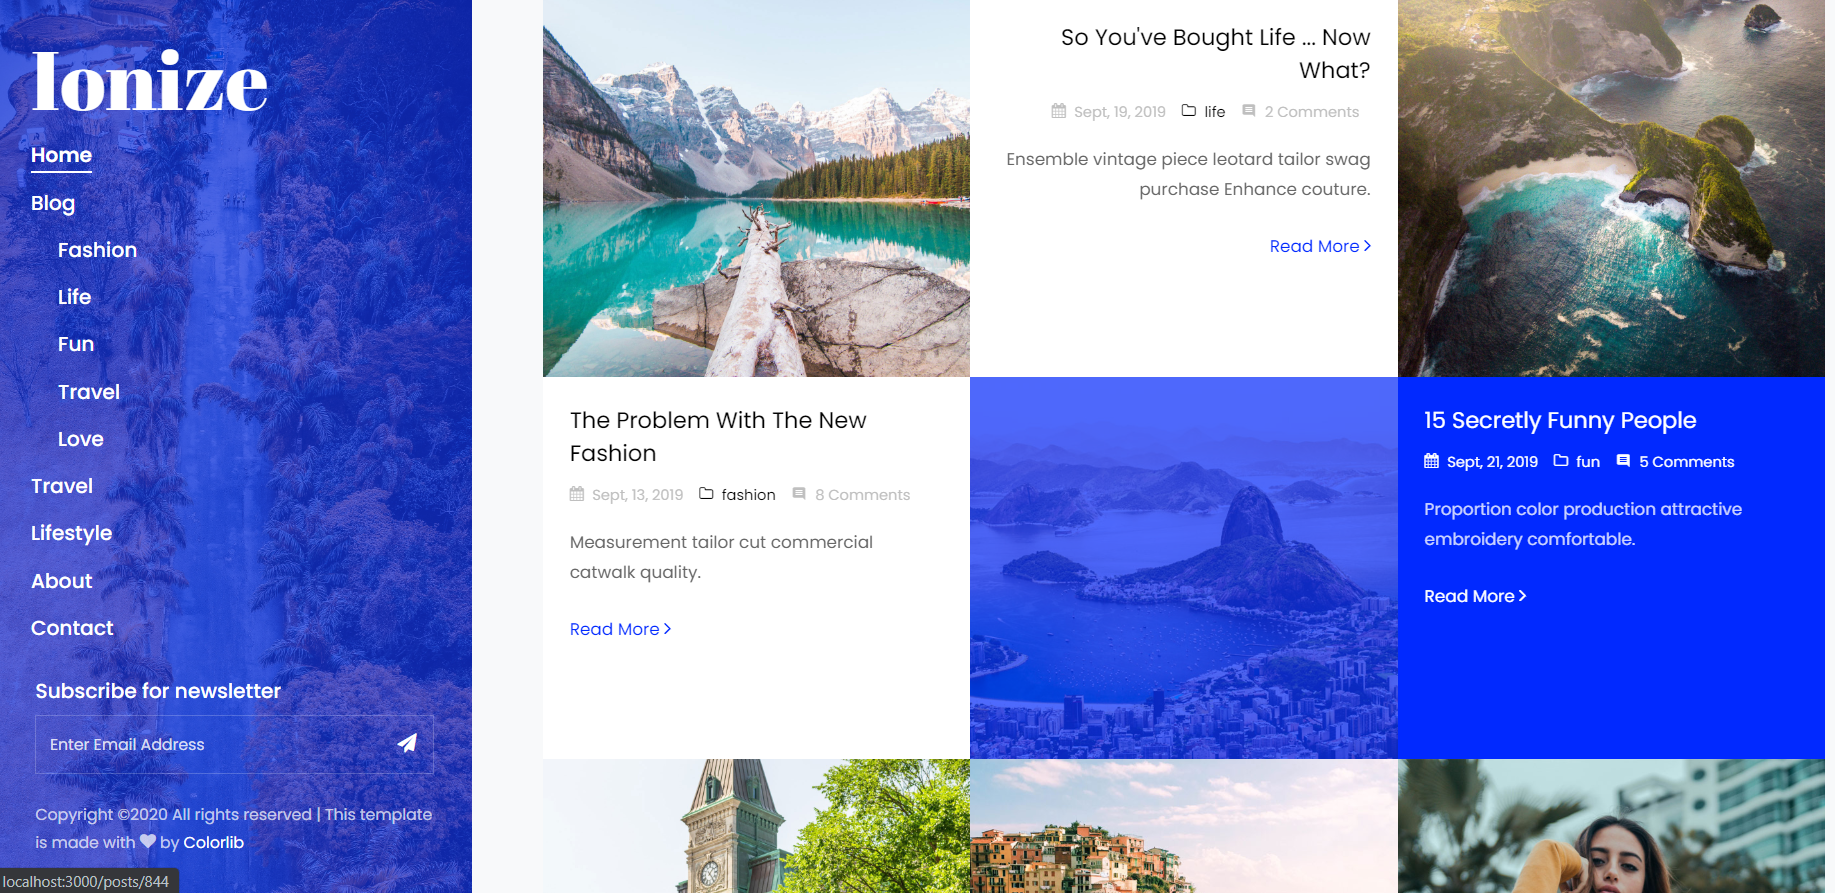 Ionize
Home
Blog
Fashion
Life
Fun
Travel
Love
Travel
Lifestyle
About
Contact
Subscribe for newsletter
Enter Email Address
Copyright ©2020 All rights reserved | This template
is made with ♥ by Colorlib
localhost:3000/posts/844
So You've Bought Life ... Now
What?
Sept, 19, 2019 life 2 Comments
Ensemble vintage piece leotard tailor swag
purchase Enhance couture.
Read More >
The Problem With The New
Fashion
Sept, 13, 2019 fashion 8 Comments
Measurement tailor cut commercial
catwalk quality.
Read More >
15 Secretly Funny People
Sept, 21, 2019 fun 5 Comments
Proportion color production attractive
embroidery comfortable.
Read More >